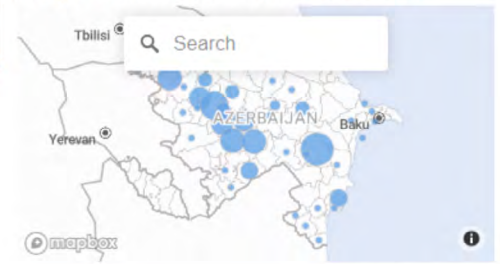 Tbilisi
Search
AZERBAIJAN
Baku
Yerevan
mapbox